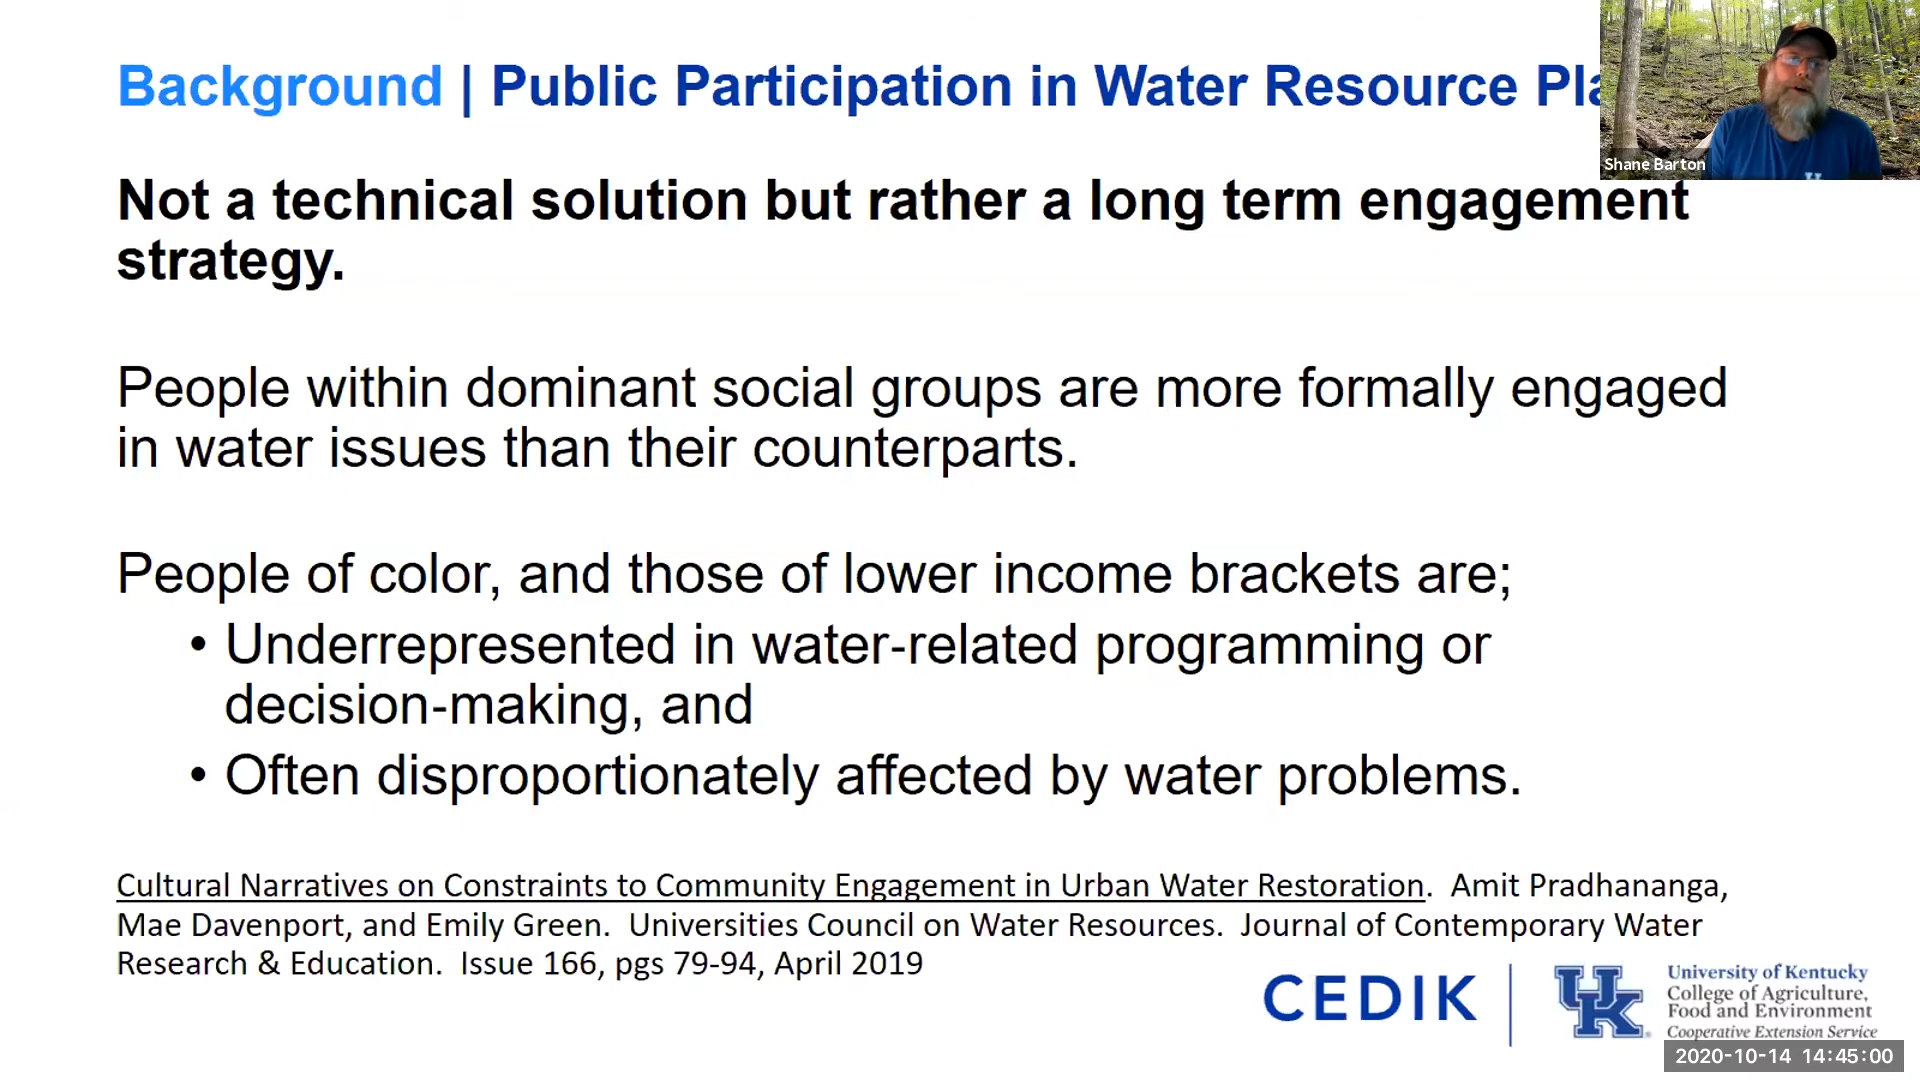 Background | Public Participation in Water Resource Pla
Shane Barton
Not a technical solution but rather a long term engagement
strategy.
People within dominant social groups are more formally engaged
in water issues than their counterparts.
People of color, and those of lower income brackets are;
• Underrepresented in water-related programming or
decision-making, and
• Often disproportionately affected by water problems.
Cultural Narratives on Constraints to Community Engagement in Urban Water Restoration. Amit Pradhananga,
Mae Davenport, and Emily Green. Universities Council on Water Resources. Journal of Contemporary Water
Research & Education. Issue 166, pgs 79-94, April 2019
CEDIK
UK
University of Kentucky
College of Agriculture,
Food and Environment
Cooperative Extension Service
2020-10-14 14:45:00